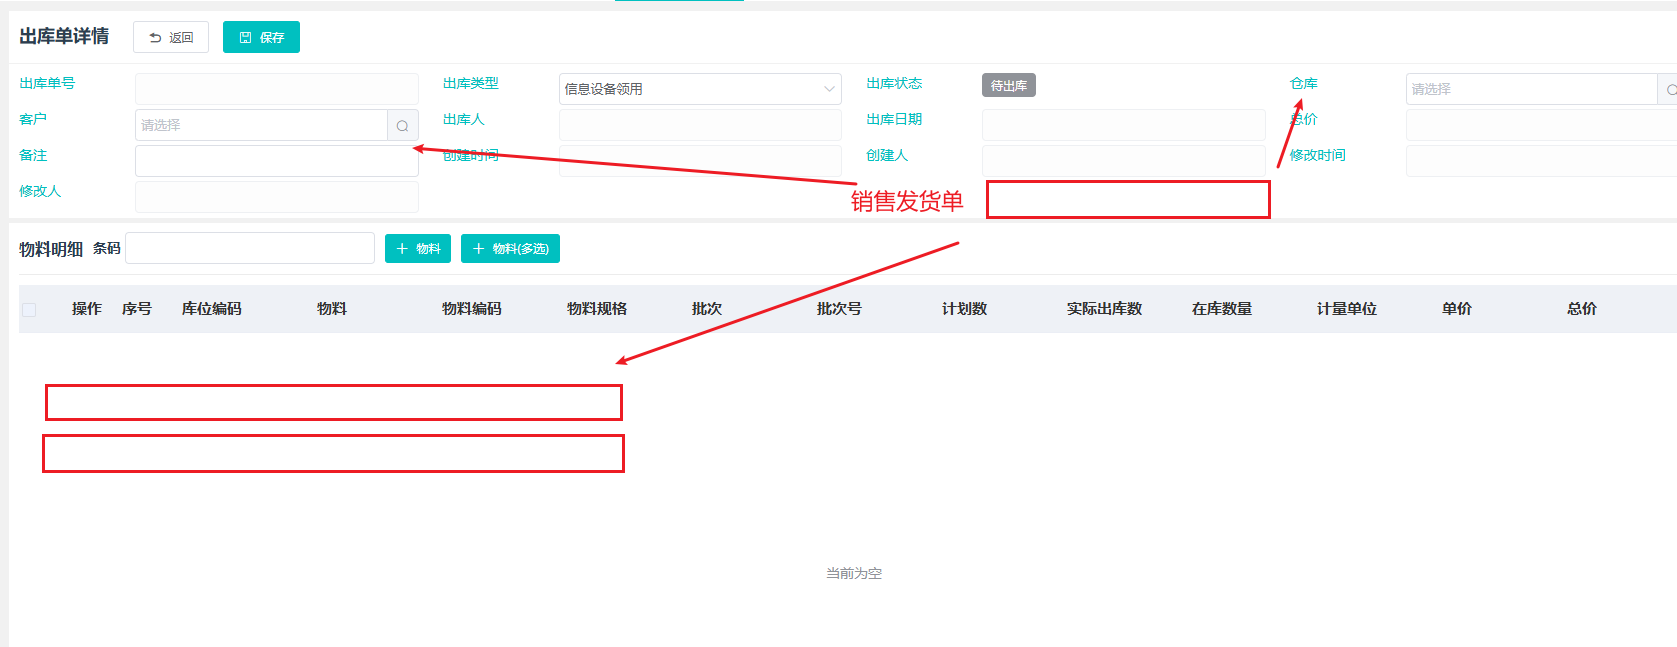 出库单详情 返回 保存
出库单号 出库类型 信息设备领用 出库状态 待出库 仓库 请选择
客户 请选择 出库人 出库日期 总价
备注 创建时间 创建人 修改时间
修改人 销售发货单
物料明细 条码 物料 物料(多选)
操作 序号 库位编码 物料 物料编码 物料规格 批次 批次号 计划数 实际出库数 在库数量 计量单位 单价 总价
当前为空